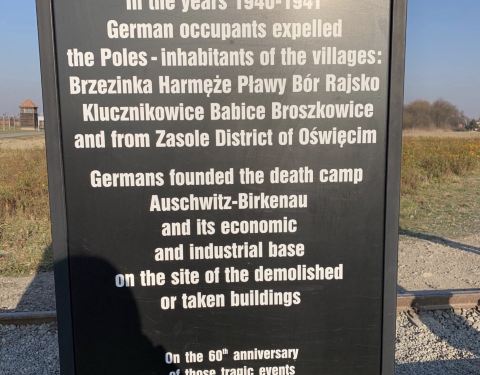 in the years 1940-1941
German occupants expelled
the Poles - inhabitants of the villages:
Brzezinka Harmęże Pławy Bór Rajsko
Klucznikowice Babice Broszkowice
and from Zasole District of Oświęcim
Germans founded the death camp
Auschwitz-Birkenau
and its economic
and industrial base
on the site of the demolished
or taken buildings
On the 60th anniversary
of those tragic events